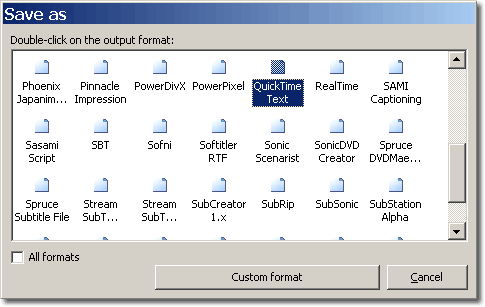 Save as
Double-click on the output format:
Phoenix Pinnacle PowerDivX PowerPixel QuickTime RealTime SAMI
Japanim... Impression Text Captioning
Sasami SBT Sofni Softitler Sonic SonicDVD Spruce
Script RTF Scenarist Creator DVDMae...
Spruce Stream Stream SubCreator SubRip SubSonic SubStation
Subtitle File SubT... SubT... 1.x Alpha
All formats
Custom format Cancel